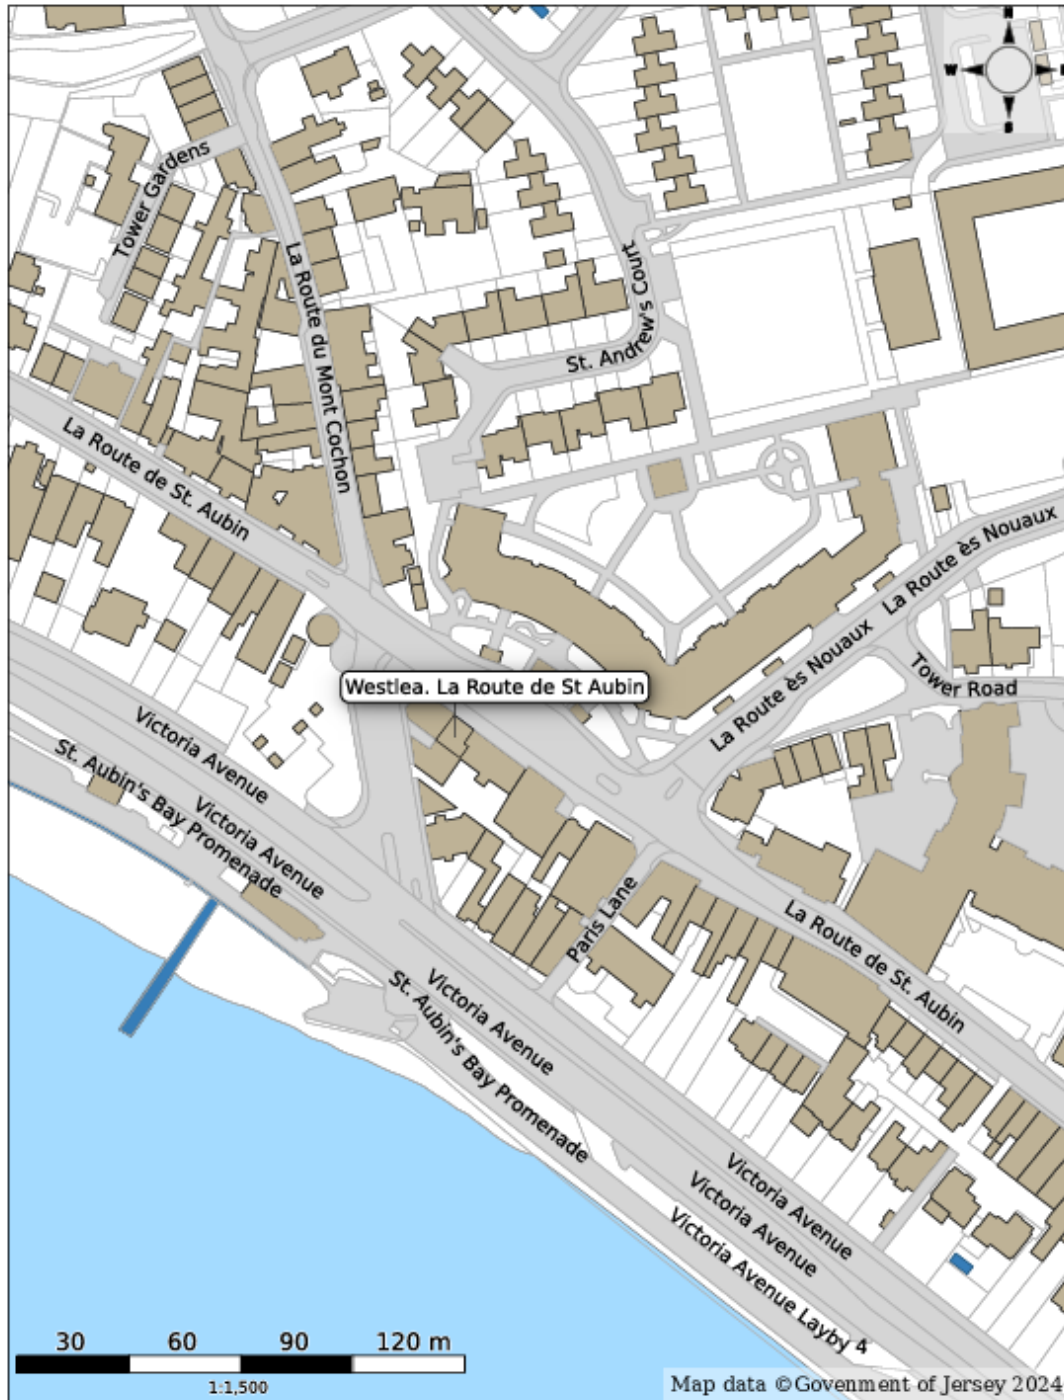 N
W
S
Tower Gardens
La Route du Mont Cochon
St. Andrew's Court
St. Andrew's Court
La Route de St. Aubin
La Route ès Nouaux
La Route ès Nouaux
Tower Road
Westlea. La Route de St Aubin
Victoria Avenue
St. Aubin's Bay Promenade
Victoria Avenue
Paris Lane
La Route de St. Aubin
Victoria Avenue
St. Aubin's Bay Promenade
Victoria Avenue
Victoria Avenue
Victoria Avenue Layby 4
30 60 90 120 m
1:1,500
Map data © Govenment of Jersey 2024